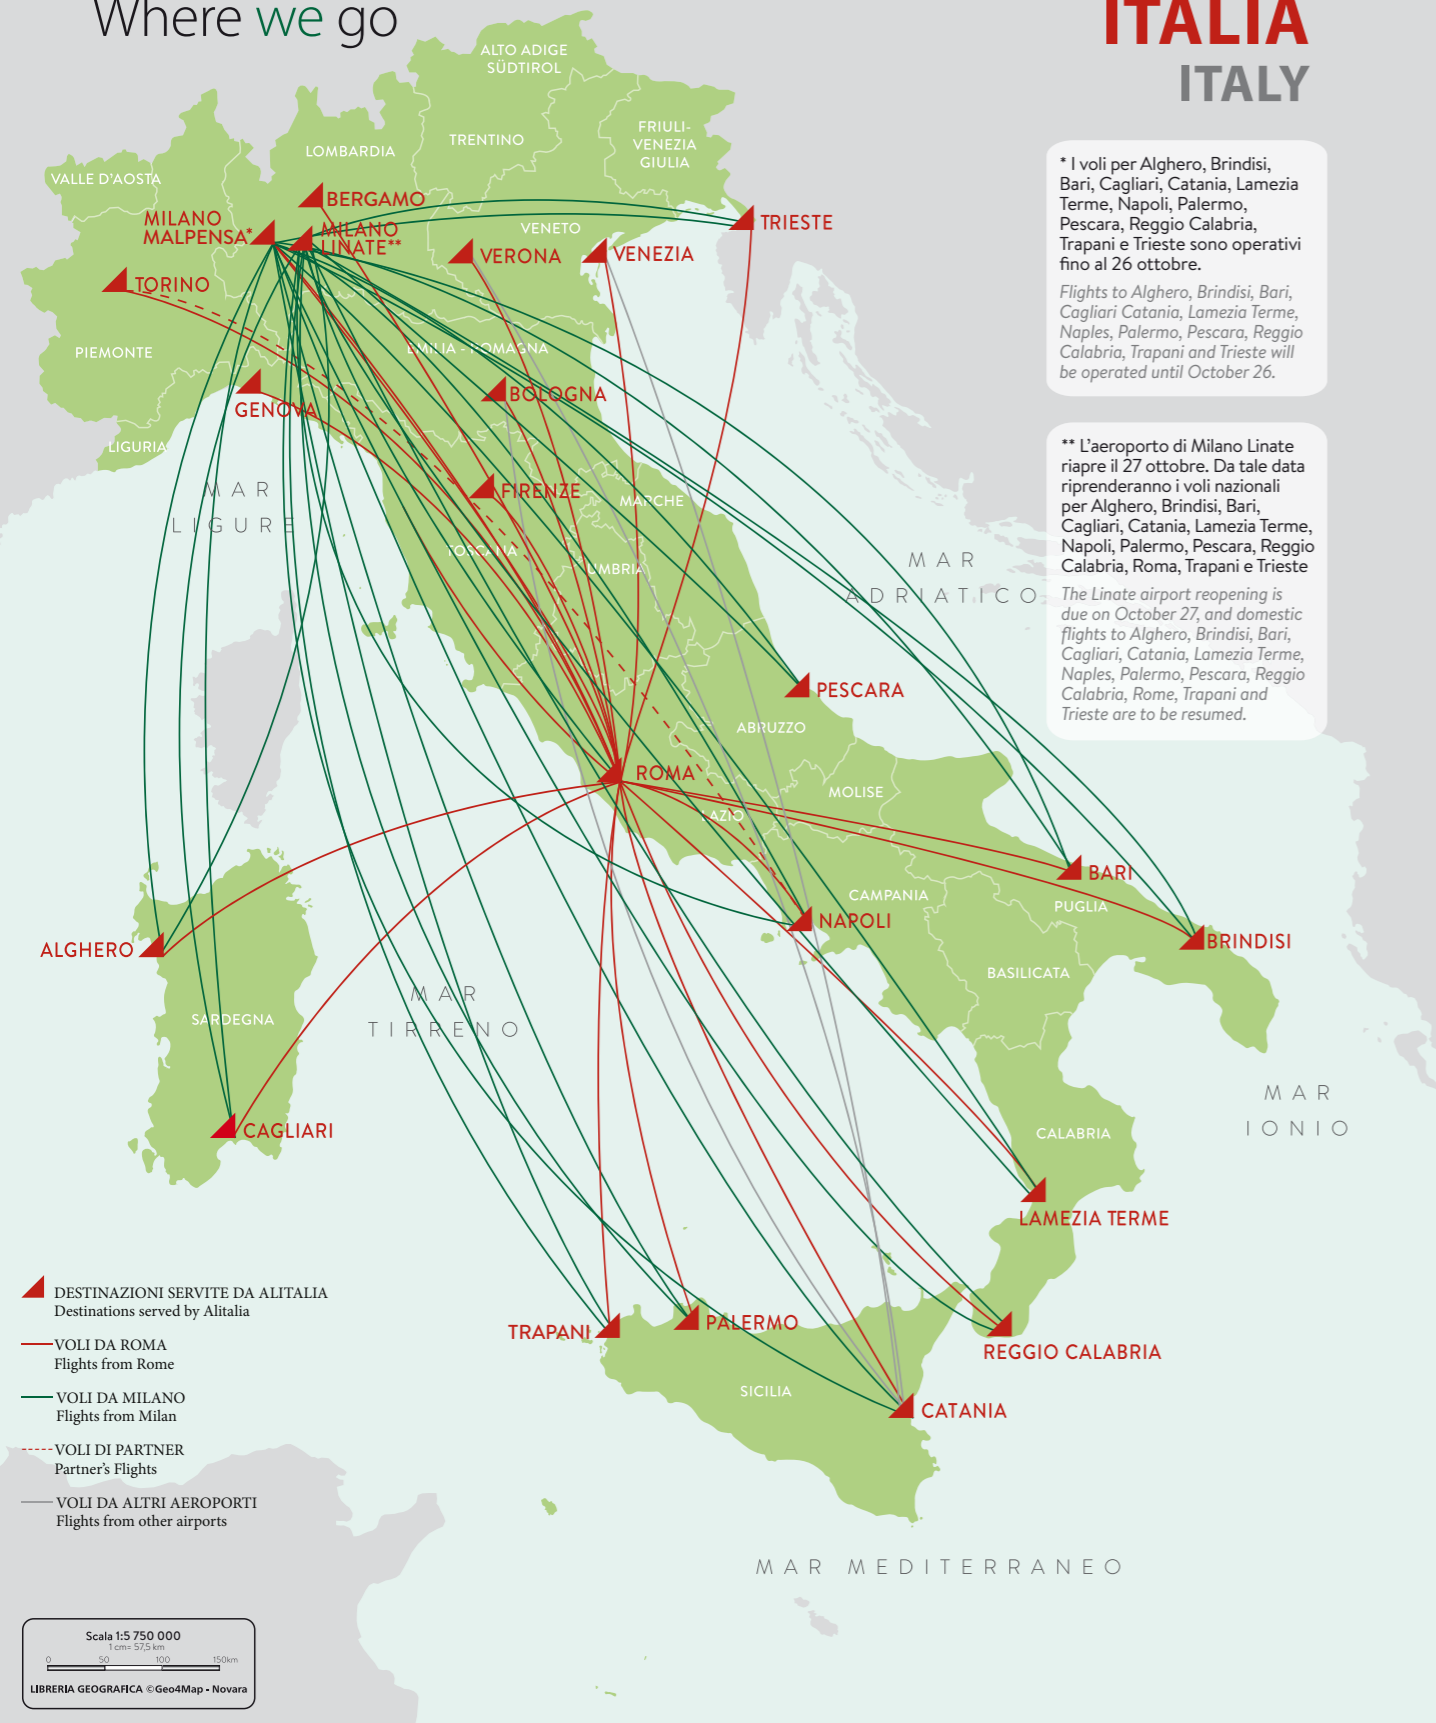 Where we go
ITALIA
ITALY
* I voli per Alghero, Brindisi,
Bari, Cagliari, Catania, Lamezia
Terme, Napoli, Palermo,
Pescara, Reggio Calabria,
Trapani e Trieste sono operativi
fino al 26 ottobre.
Flights to Alghero, Brindisi, Bari,
Cagliari Catania, Lamezia Terme,
Naples, Palermo, Pescara, Reggio
Calabria, Trapani and Trieste will
be operated until October 26.
** L'aeroporto di Milano Linate
riapre il 27 ottobre. Da tale data
riprenderanno i voli nazionali
per Alghero, Brindisi, Bari,
Cagliari, Catania, Lamezia Terme,
Napoli, Palermo, Pescara, Reggio
Calabria, Roma, Trapani e Trieste
The Linate airport reopening is
due on October 27, and domestic
flights to Alghero, Brindisi, Bari,
Cagliari, Catania, Lamezia Terme,
Naples, Palermo, Pescara, Reggio
Calabria, Rome, Trapani and
Trieste are to be resumed.
ALTO ADIGE
SÜDTIROL
TRENTINO
FRIULI-
VENEZIA
GIULIA
LOMBARDIA
VALLE D'AOSTA
BERGAMO
MILANO
MALPENSA*
MILANO
LINATE**
VENETO
TRIESTE
VERONA
VENEZIA
TORINO
PIEMONTE
EMILIA - ROMAGNA
GENOVA
BOLOGNA
LIGURIA
MAR
LIGURE
FIRENZE
MARCHE
TOSCANA
UMBRIA
MAR
ADRIATICO
PESCARA
ABRUZZO
ROMA
MOLISE
LAZIO
BARI
CAMPANIA
PUGLIA
NAPOLI
BRINDISI
ALGHERO
BASILICATA
MAR
TIRRENO
SARDEGNA
MAR
IONIO
CAGLIARI
CALABRIA
LAMEZIA TERME
TRAPANI
PALERMO
REGGIO CALABRIA
SICILIA
CATANIA
MAR MEDITERRANEO
DESTINAZIONI SERVITE DA ALITALIA
Destinations served by Alitalia
VOLI DA ROMA
Flights from Rome
VOLI DA MILANO
Flights from Milan
VOLI DI PARTNER
Partner's Flights
VOLI DA ALTRI AEROPORTI
Flights from other airports
Scala 1:5 750 000
1 cm= 57,5 km
0 50 100 150km
LIBRERIA GEOGRAFICA ©Geo4Map - Novara